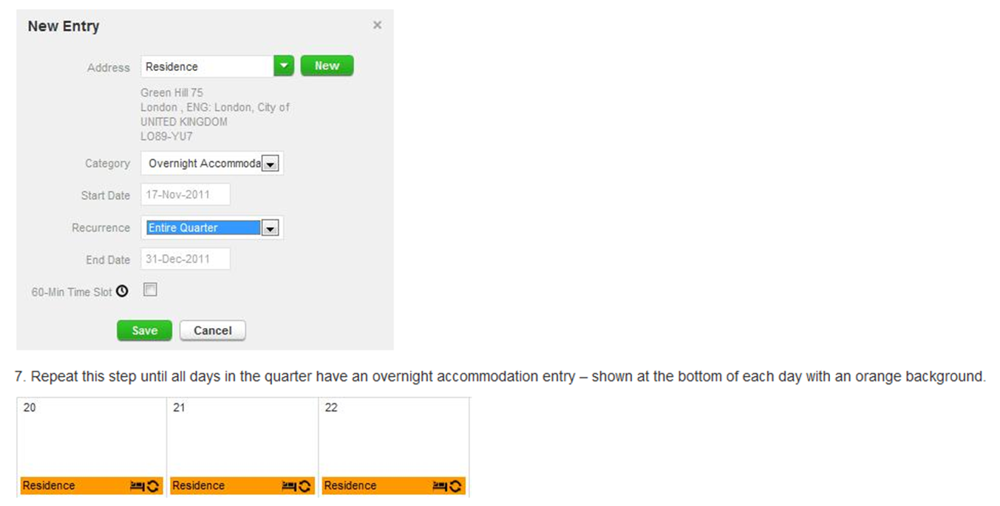 New Entry
Address Residence New
Green Hill 75
London , ENG: London, City of
UNITED KINGDOM
LO89-YU7
Category Overnight Accommoda
Start Date 17-Nov-2011
Recurrence Entire Quarter
End Date 31-Dec-2011
60-Min Time Slot
Save Cancel
7. Repeat this step until all days in the quarter have an overnight accommodation entry – shown at the bottom of each day with an orange background.
20 21 22
Residence Residence Residence